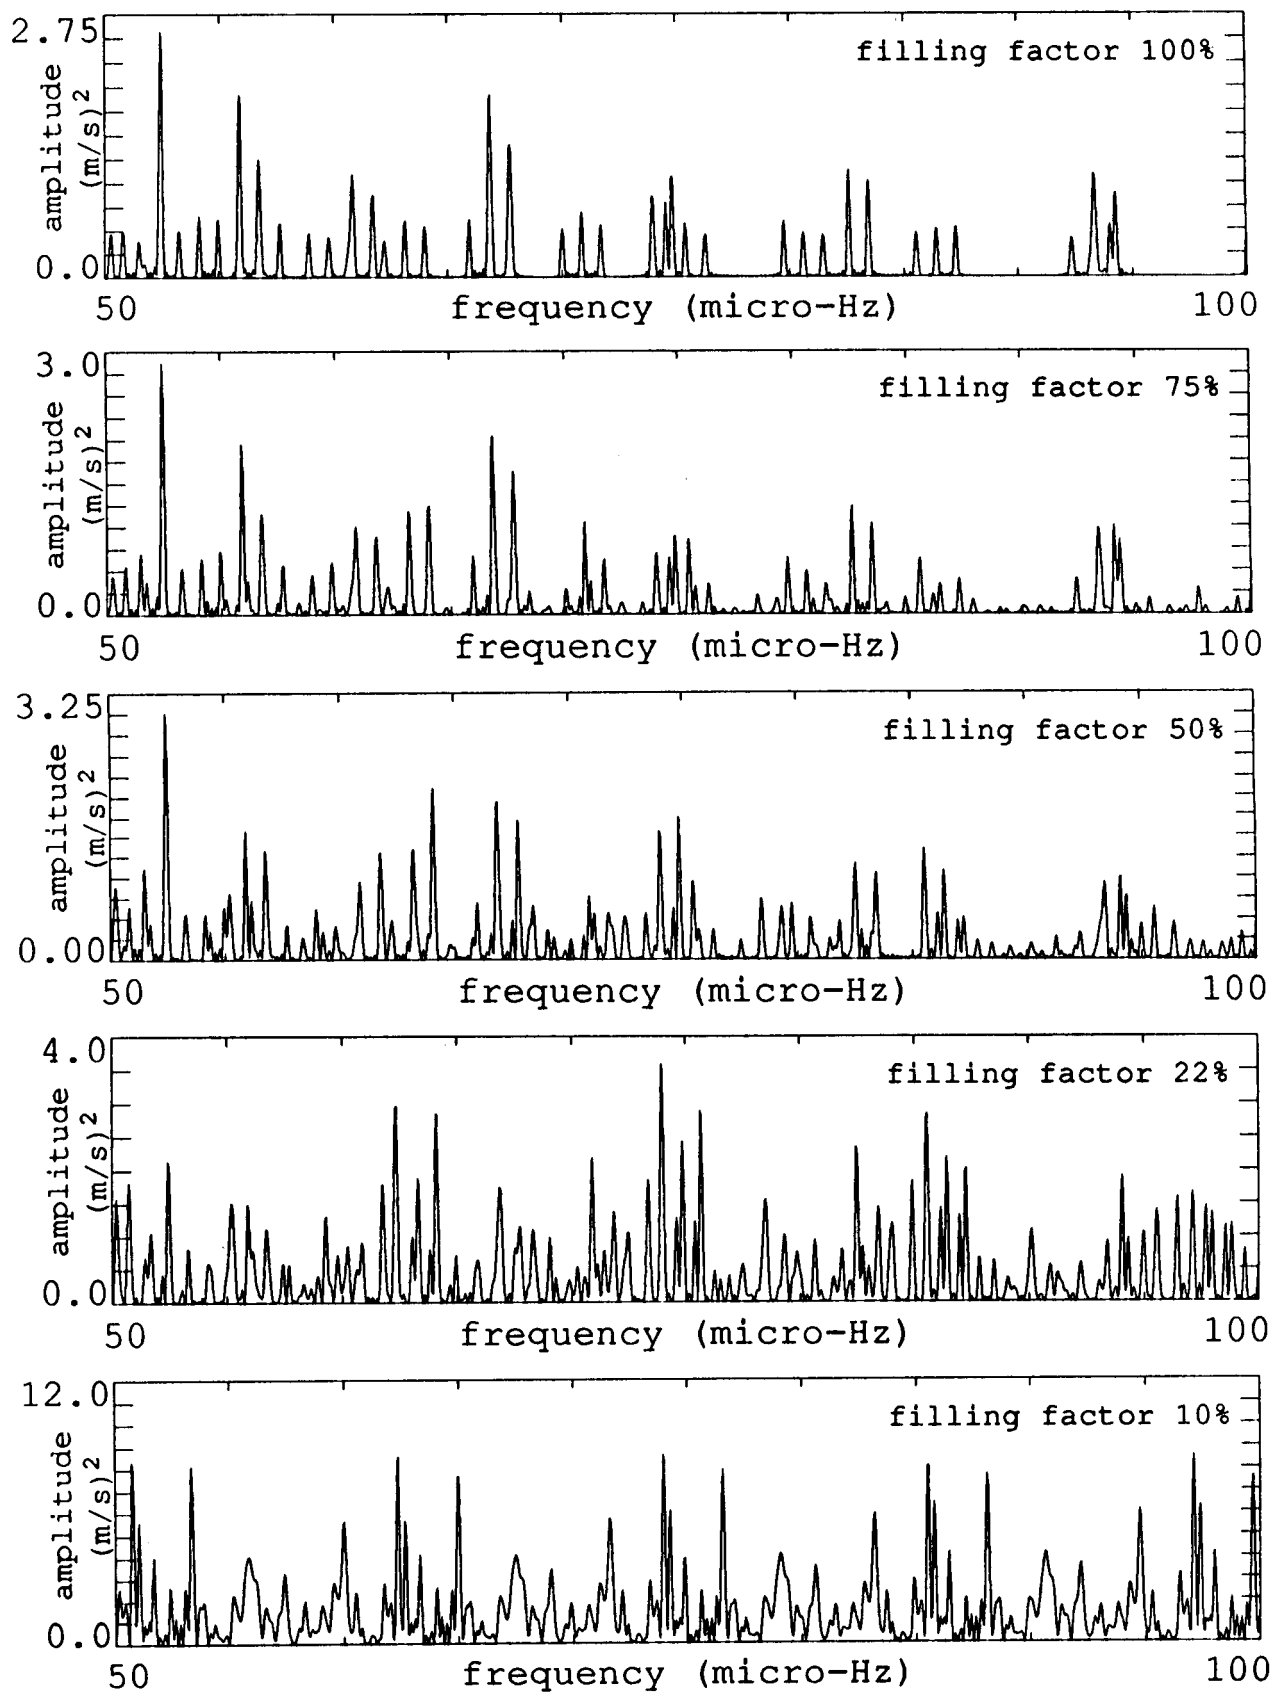 2.75
filling factor 100%
amplitude
(m/s)2
0.0
50
frequency (micro-Hz)
100
3.0
filling factor 75%
amplitude
(m/s)2
0.0
50
frequency (micro-Hz)
100
3.25
filling factor 50%
amplitude
(m/s)2
0.00
50
frequency (micro-Hz)
100
4.0
filling factor 22%
amplitude
(m/s)2
0.0
50
frequency (micro-Hz)
100
12.0
filling factor 10%
amplitude
(m/s)2
0.0
50
frequency (micro-Hz)
100